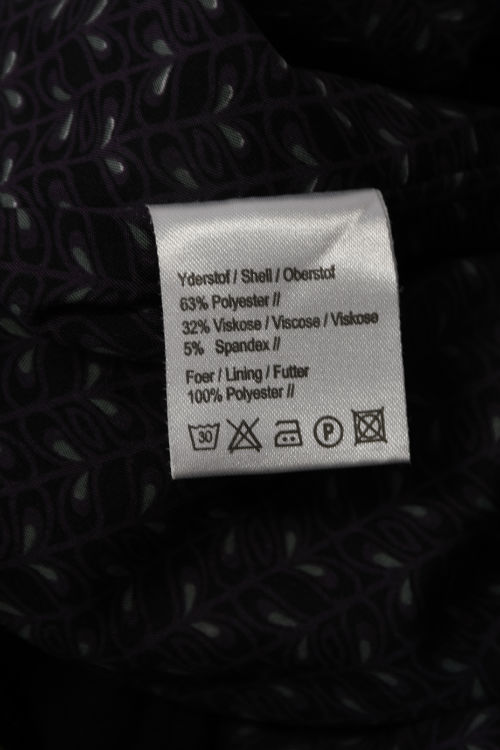 Yderstof / Shell / Oberstof
63% Polyester //
32% Viskose / Viscose / Viskose
5% Spandex //
Foer / Lining / Futter
100% Polyester //
30 P